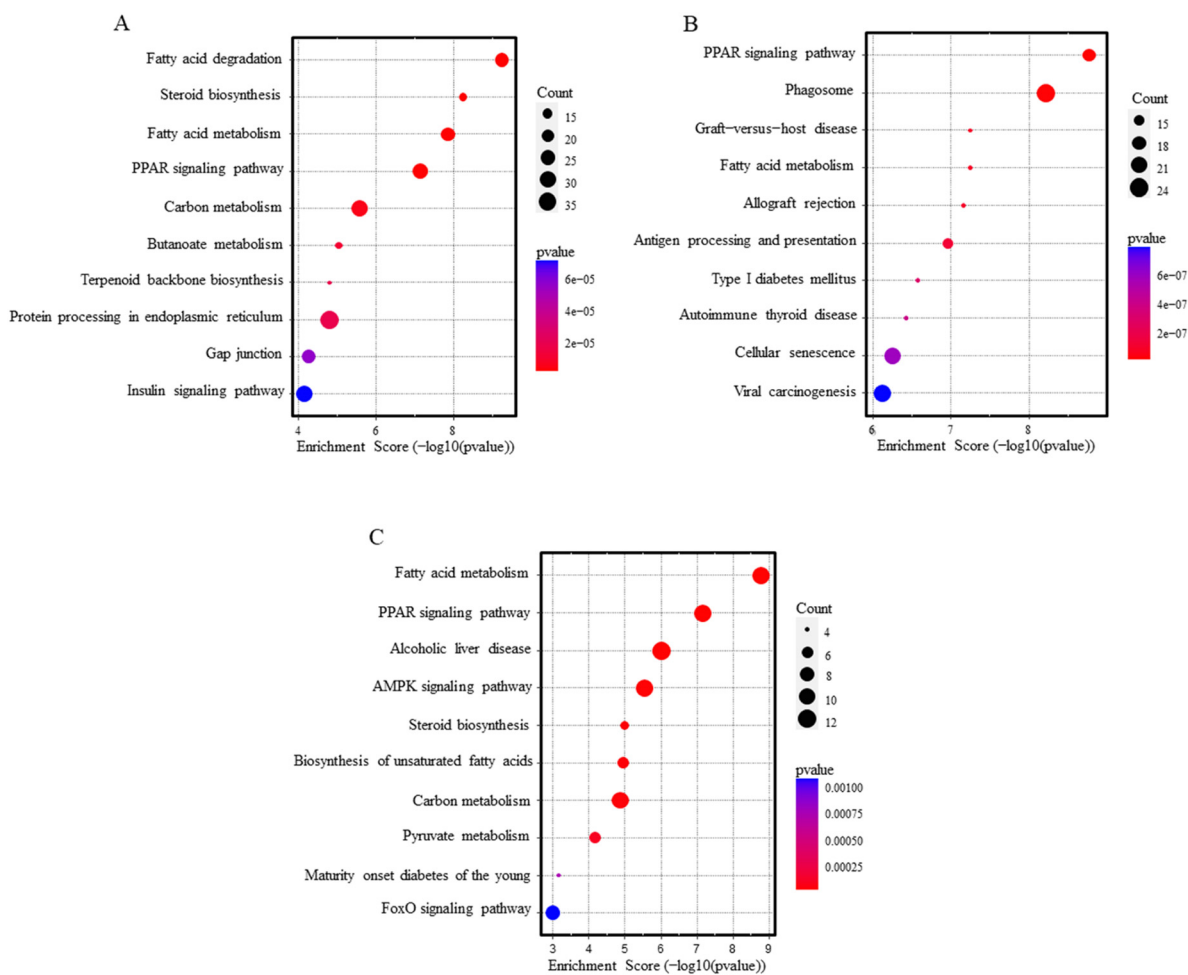 A
Fatty acid degradation
Steroid biosynthesis
Fatty acid metabolism
PPAR signaling pathway
Carbon metabolism
Butanoate metabolism
Terpenoid backbone biosynthesis
Protein processing in endoplasmic reticulum
Gap junction
Insulin signaling pathway
4 6 8
Enrichment Score (−log10(pvalue))
Count
15
20
25
30
35
pvalue
6e−05
4e−05
2e−05
B
PPAR signaling pathway
Phagosome
Graft−versus−host disease
Fatty acid metabolism
Allograft rejection
Antigen processing and presentation
Type I diabetes mellitus
Autoimmune thyroid disease
Cellular senescence
Viral carcinogenesis
6 7 8
Enrichment Score (−log10(pvalue))
Count
15
18
21
24
pvalue
6e−07
4e−07
2e−07
C
Fatty acid metabolism
PPAR signaling pathway
Alcoholic liver disease
AMPK signaling pathway
Steroid biosynthesis
Biosynthesis of unsaturated fatty acids
Carbon metabolism
Pyruvate metabolism
Maturity onset diabetes of the young
FoxO signaling pathway
3 4 5 6 7 8 9
Enrichment Score (−log10(pvalue))
Count
4
6
8
10
12
pvalue
0.00100
0.00075
0.00050
0.00025